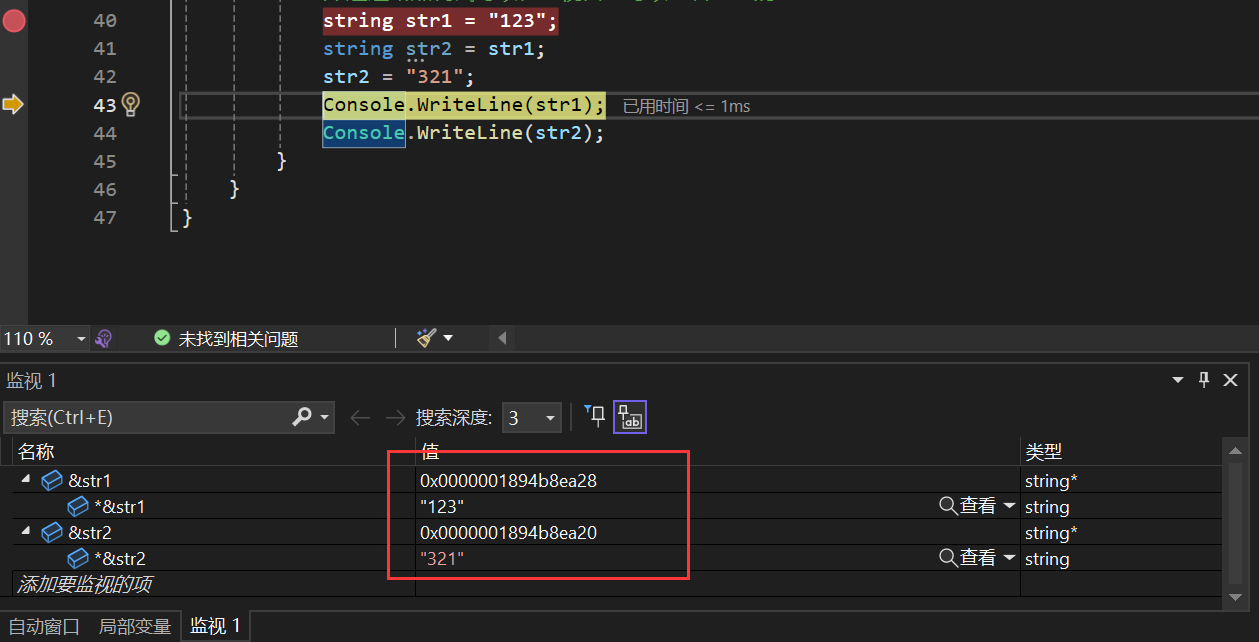 40 string str1 = "123";
41 string str2 = str1;
42 str2 = "321";
43 Console.WriteLine(str1); 已用时间 <= 1ms
44 Console.WriteLine(str2);
45 }
46 }
47 }
110 % 未找到相关问题
监视 1
搜索(Ctrl+E) 搜索深度: 3
名称 值 类型
&str1 0x0000001894b8ea28 string*
*&str1 "123" 查看 string
&str2 0x0000001894b8ea20 string*
*&str2 "321" 查看 string
添加要监视的项
自动窗口 局部变量 监视 1